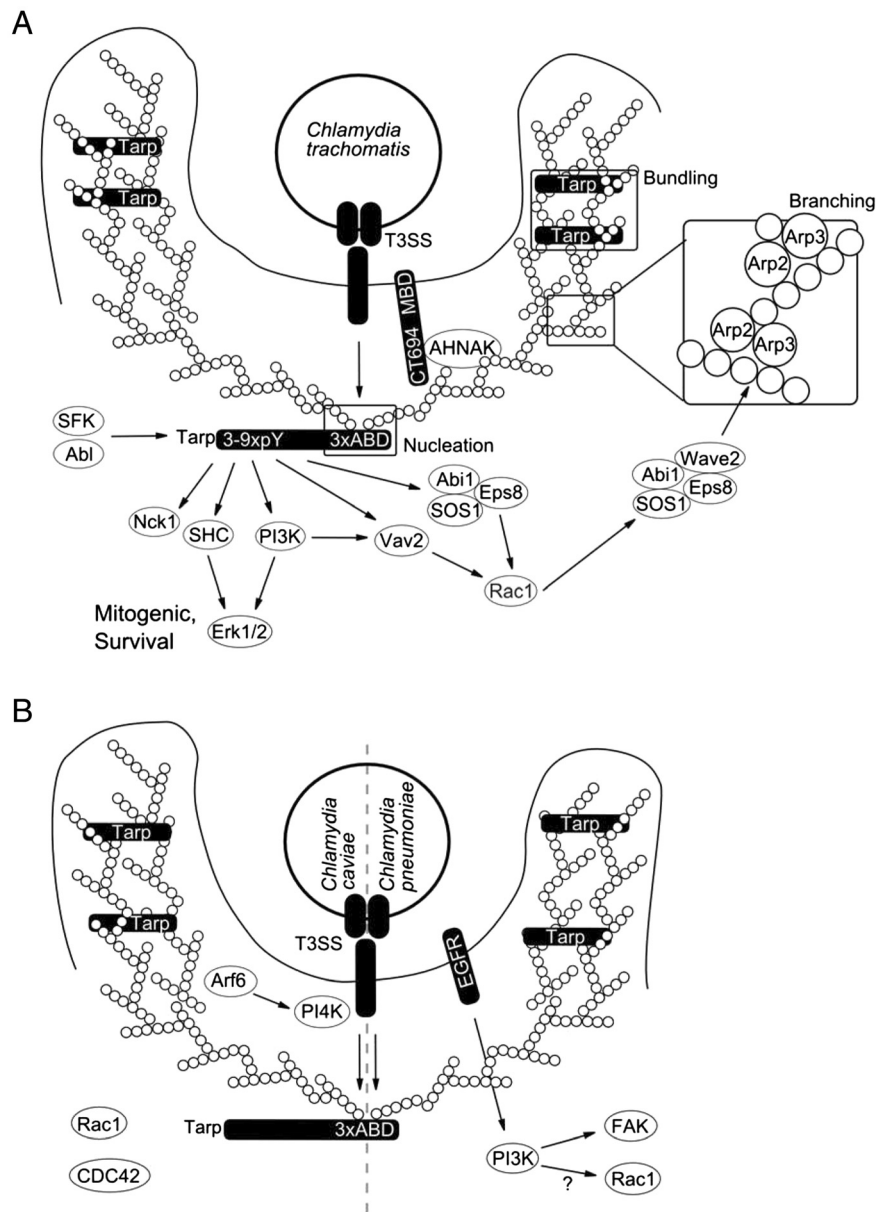 A
Chlamydia
trachomatis
Tarp
Tarp
Tarp
Tarp
Bundling
Branching
T3SS
CT694 MBD
AHNAK
Arp3
Arp2
Arp2
Arp3
SFK
Abl
Tarp 3-9xpY 3xABD
Nucleation
Nck1
SHC
PI3K
Vav2
Abi1
SOS1
Eps8
Rac1
Wave2
Abi1
SOS1
Eps8
Mitogenic,
Survival
Erk1/2
B
Chlamydia
caviae
Chlamydia
pneumoniae
Tarp
Tarp
Tarp
Tarp
T3SS
EGFR
Arf6
PI4K
Rac1
CDC42
Tarp 3xABD
PI3K
FAK
?
Rac1